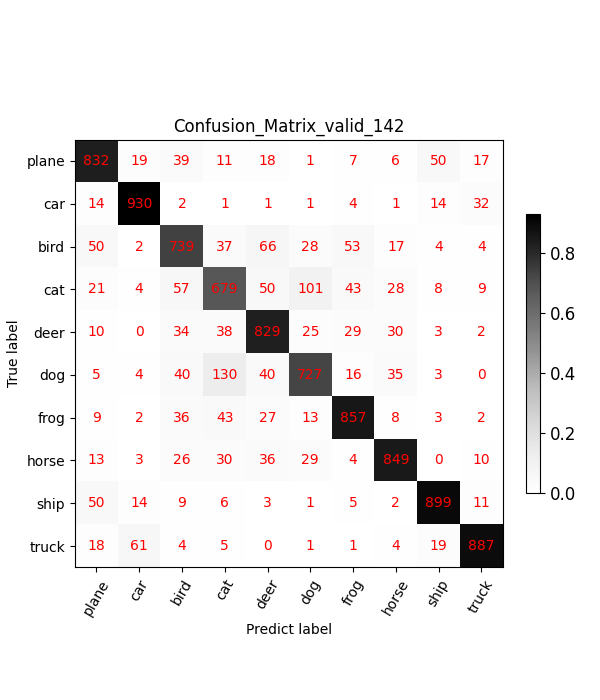 Confusion_Matrix_valid_142
True label
plane 832 19 39 11 18 1 7 6 50 17
car 14 930 2 1 1 1 4 1 14 32
bird 50 2 739 37 66 28 53 17 4 4
cat 21 4 57 679 50 101 43 28 8 9
deer 10 0 34 38 829 25 29 30 3 2
dog 5 4 40 130 40 727 16 35 3 0
frog 9 2 36 43 27 13 857 8 3 2
horse 13 3 26 30 36 29 4 849 0 10
ship 50 14 9 6 3 1 5 2 899 11
truck 18 61 4 5 0 1 1 4 19 887
plane car bird cat deer dog frog horse ship truck
Predict label
0.8
0.6
0.4
0.2
0.0